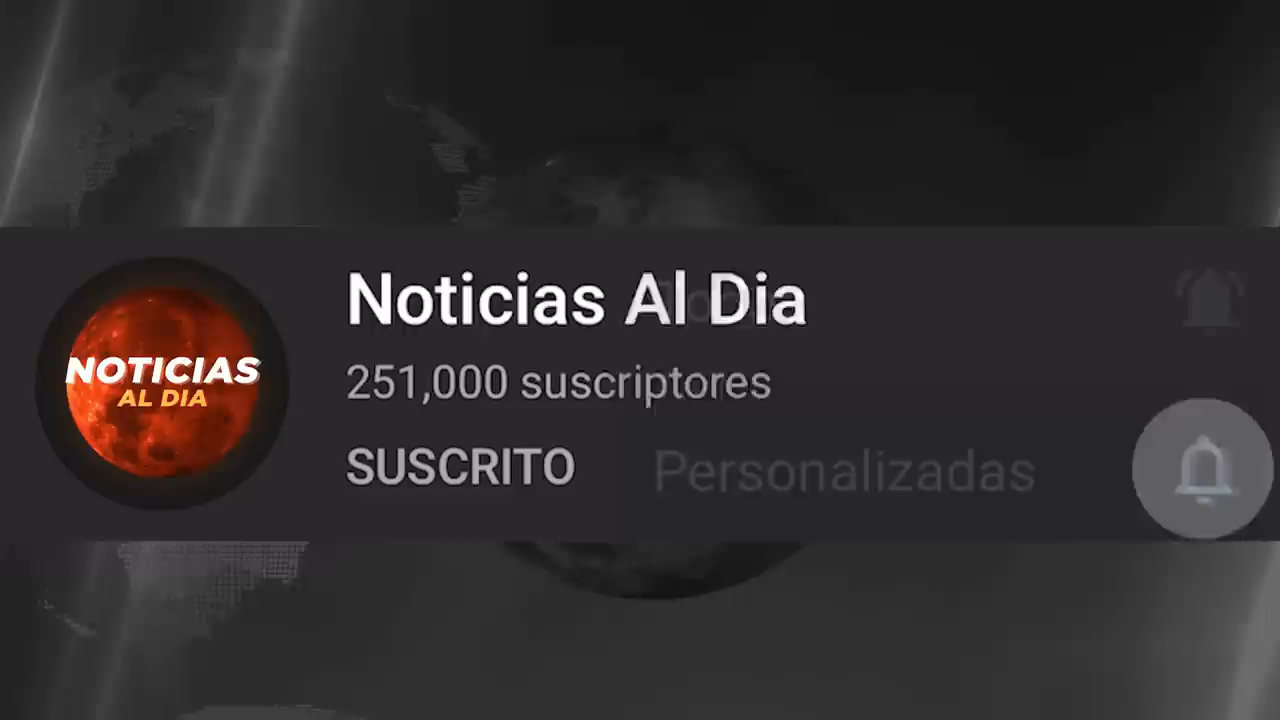 Noticias Al Dia
251,000 suscriptores
NOTICIAS
AL DIA
SUSCRITO
Personalizadas